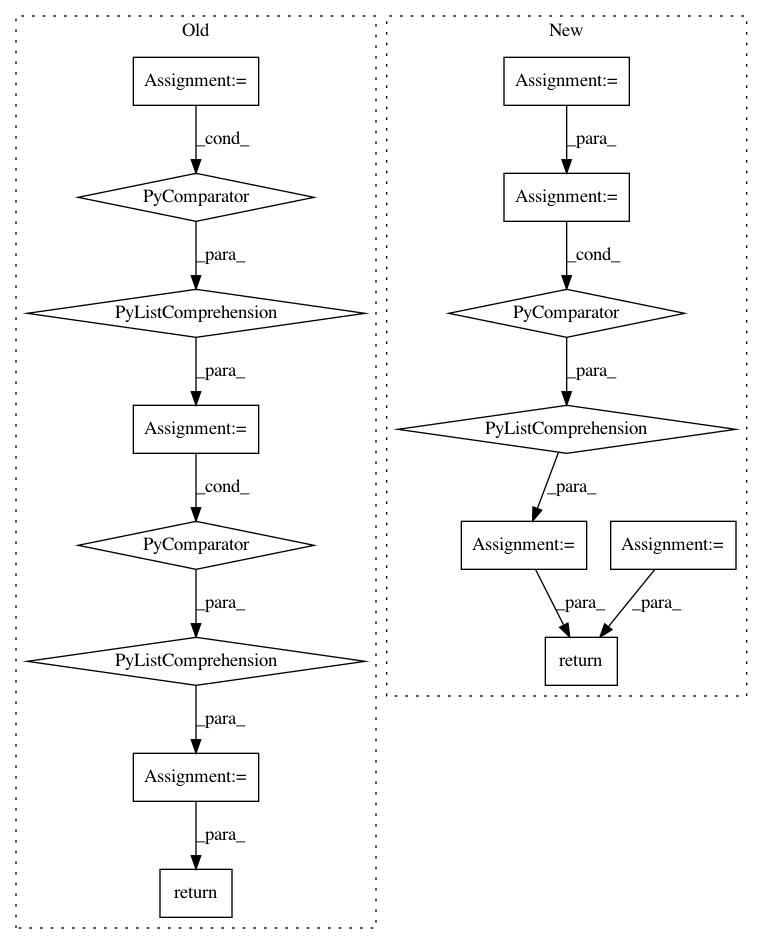 Old
Assignment:=
_cond_
PyComparator
_para_
PyListComprehension
_para_
Assignment:=
_cond_
PyComparator
_para_
PyListComprehension
_para_
Assignment:=
_para_
return
New
Assignment:=
_para_
Assignment:=
_cond_
PyComparator
_para_
PyListComprehension
_para_
Assignment:=
Assignment:=
_para_
_para_
return